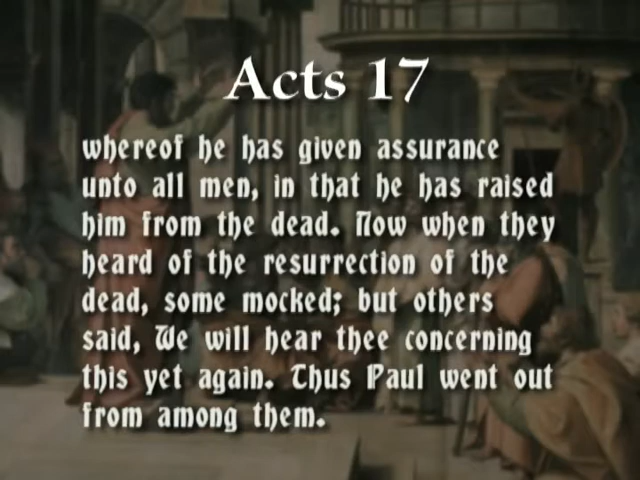 Acts 17
whereof he has given assurance
unto all men, in that he has raised
him from the dead. Now when they
heard of the resurrection of the
dead, some mocked; but others
said, We will hear thee concerning
this yet again. Thus Paul went out
from among them.